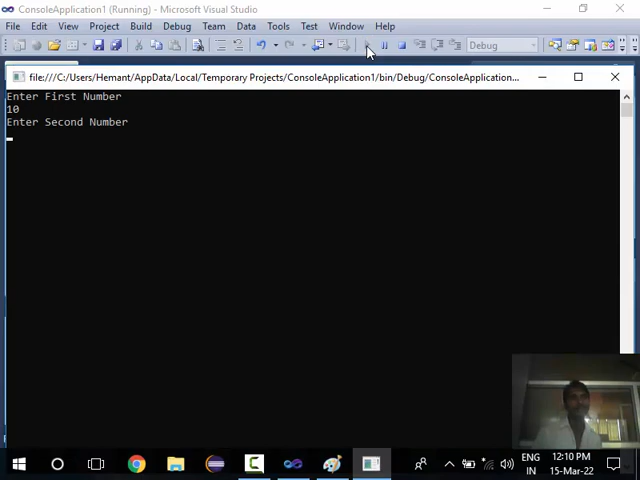 ConsoleApplication1 (Running) - Microsoft Visual Studio
File Edit View Project Build Debug Team Data Tools Test Window Help
Debug
file:///C:/Users/Hemant/AppData/Local/Temporary Projects/ConsoleApplication1/bin/Debug/ConsoleApplication...
Enter First Number
10
Enter Second Number
ENG
IN
12:10 PM
15-Mar-22